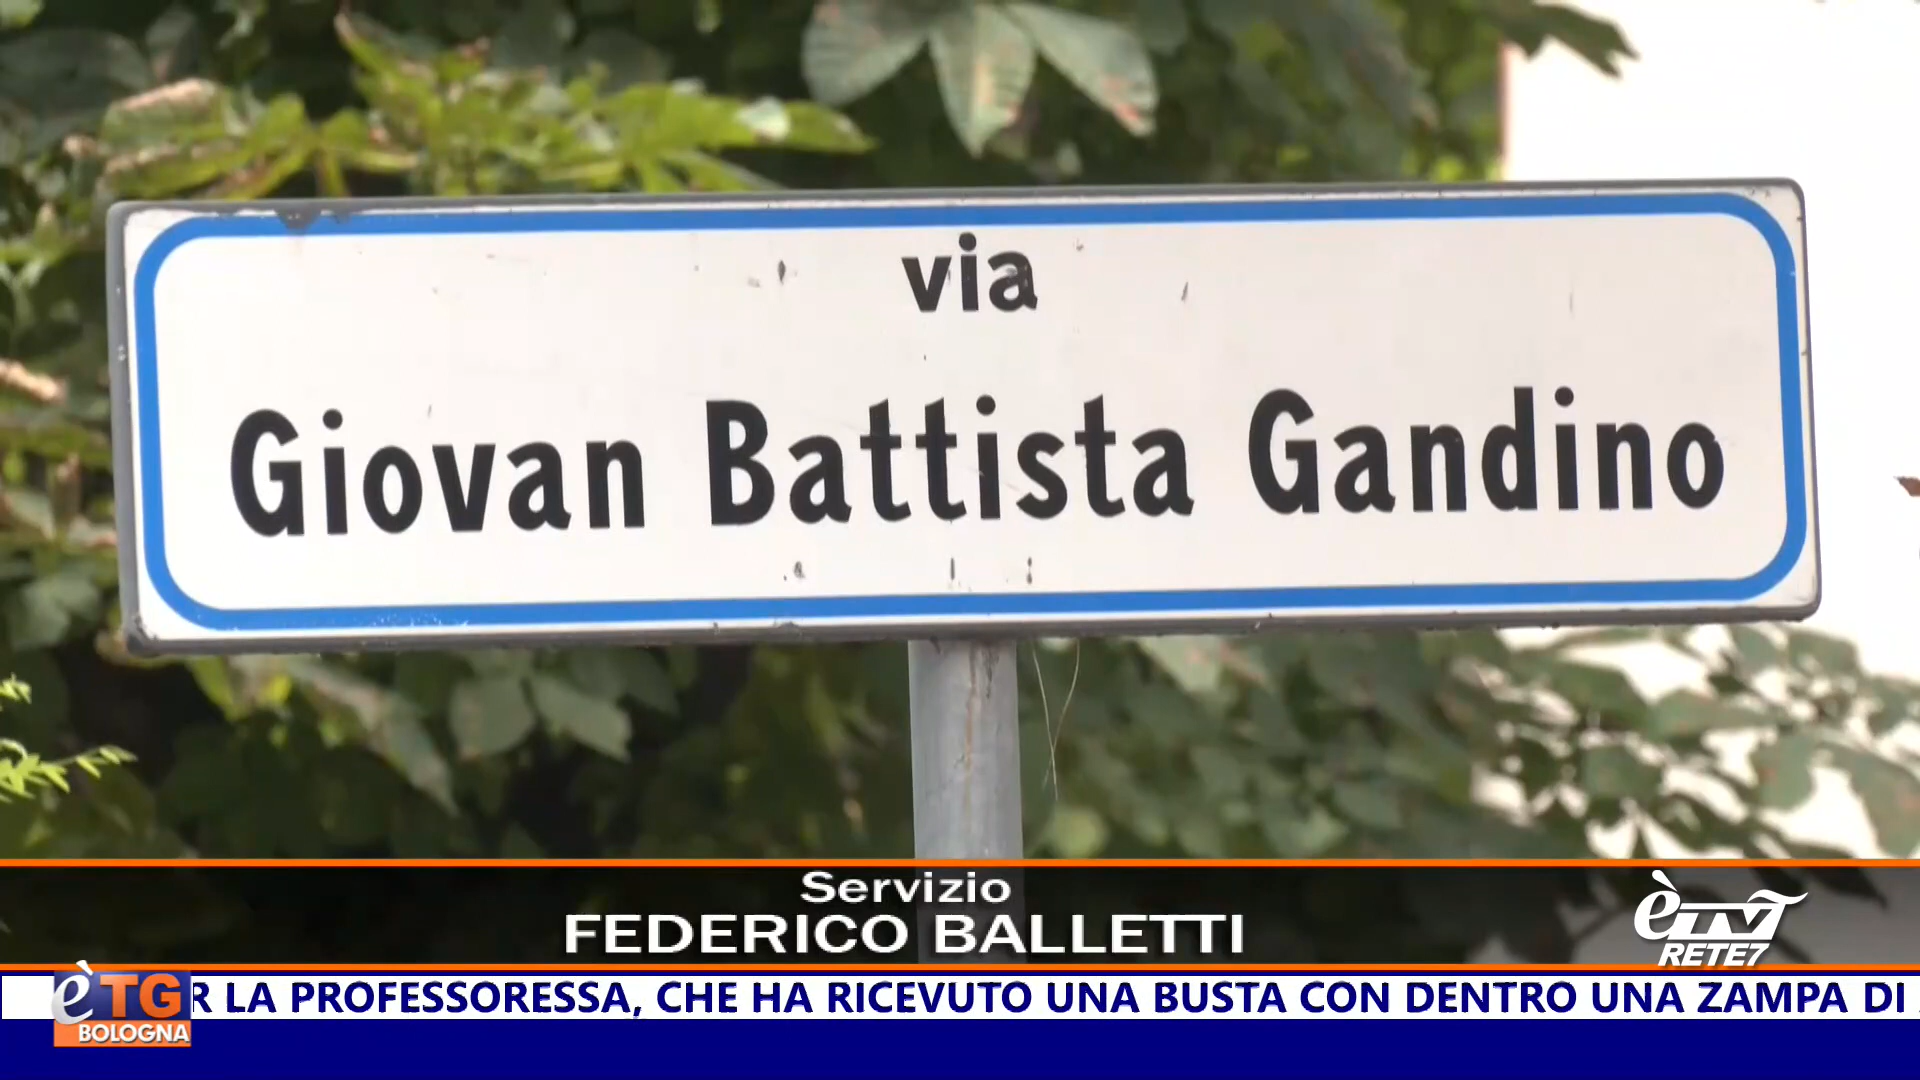 via
Giovan Battista Gandino
Servizio
FEDERICO BALLETTI
èTV
RETE7
èTG
BOLOGNA
R LA PROFESSORESSA, CHE HA RICEVUTO UNA BUSTA CON DENTRO UNA ZAMPA DI